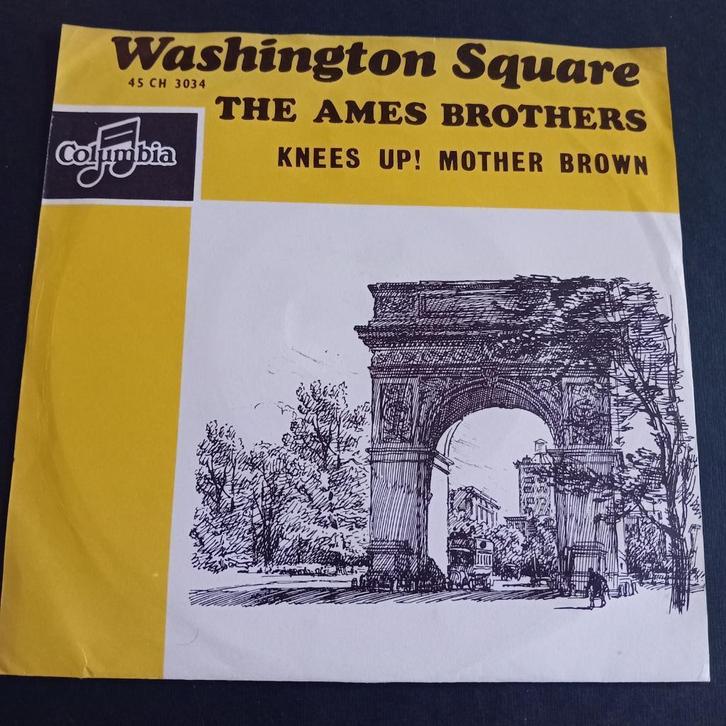 Washington Square
45 CH 3034
THE AMES BROTHERS
Columbia
KNEES UP! MOTHER BROWN